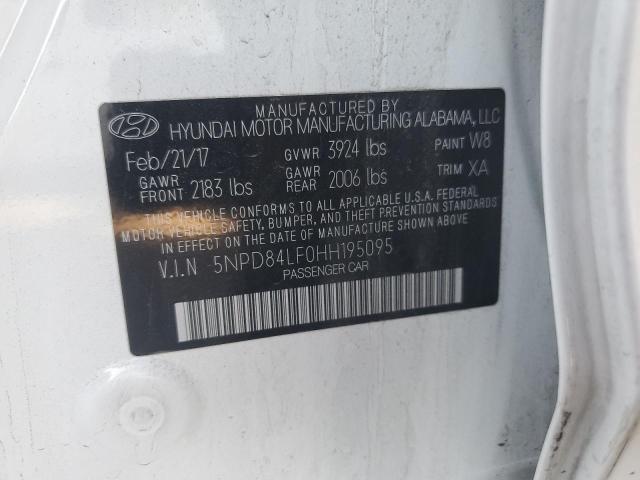 MANUFACTURED BY
HYUNDAI MOTOR MANUFACTURING ALABAMA, LLC
Feb/21/17 GVWR 3924 lbs PAINT W8
GAWR FRONT 2183 lbs GAWR REAR 2006 lbs TRIM XA
THIS VEHICLE CONFORMS TO ALL APPLICABLE U.S.A. FEDERAL
MOTOR VEHICLE SAFETY, BUMPER, AND THEFT PREVENTION STANDARDS
IN EFFECT ON THE DATE OF MANUFACTURE SHOWN ABOVE.
V.I.N 5NPD84LF0HH195095
PASSENGER CAR